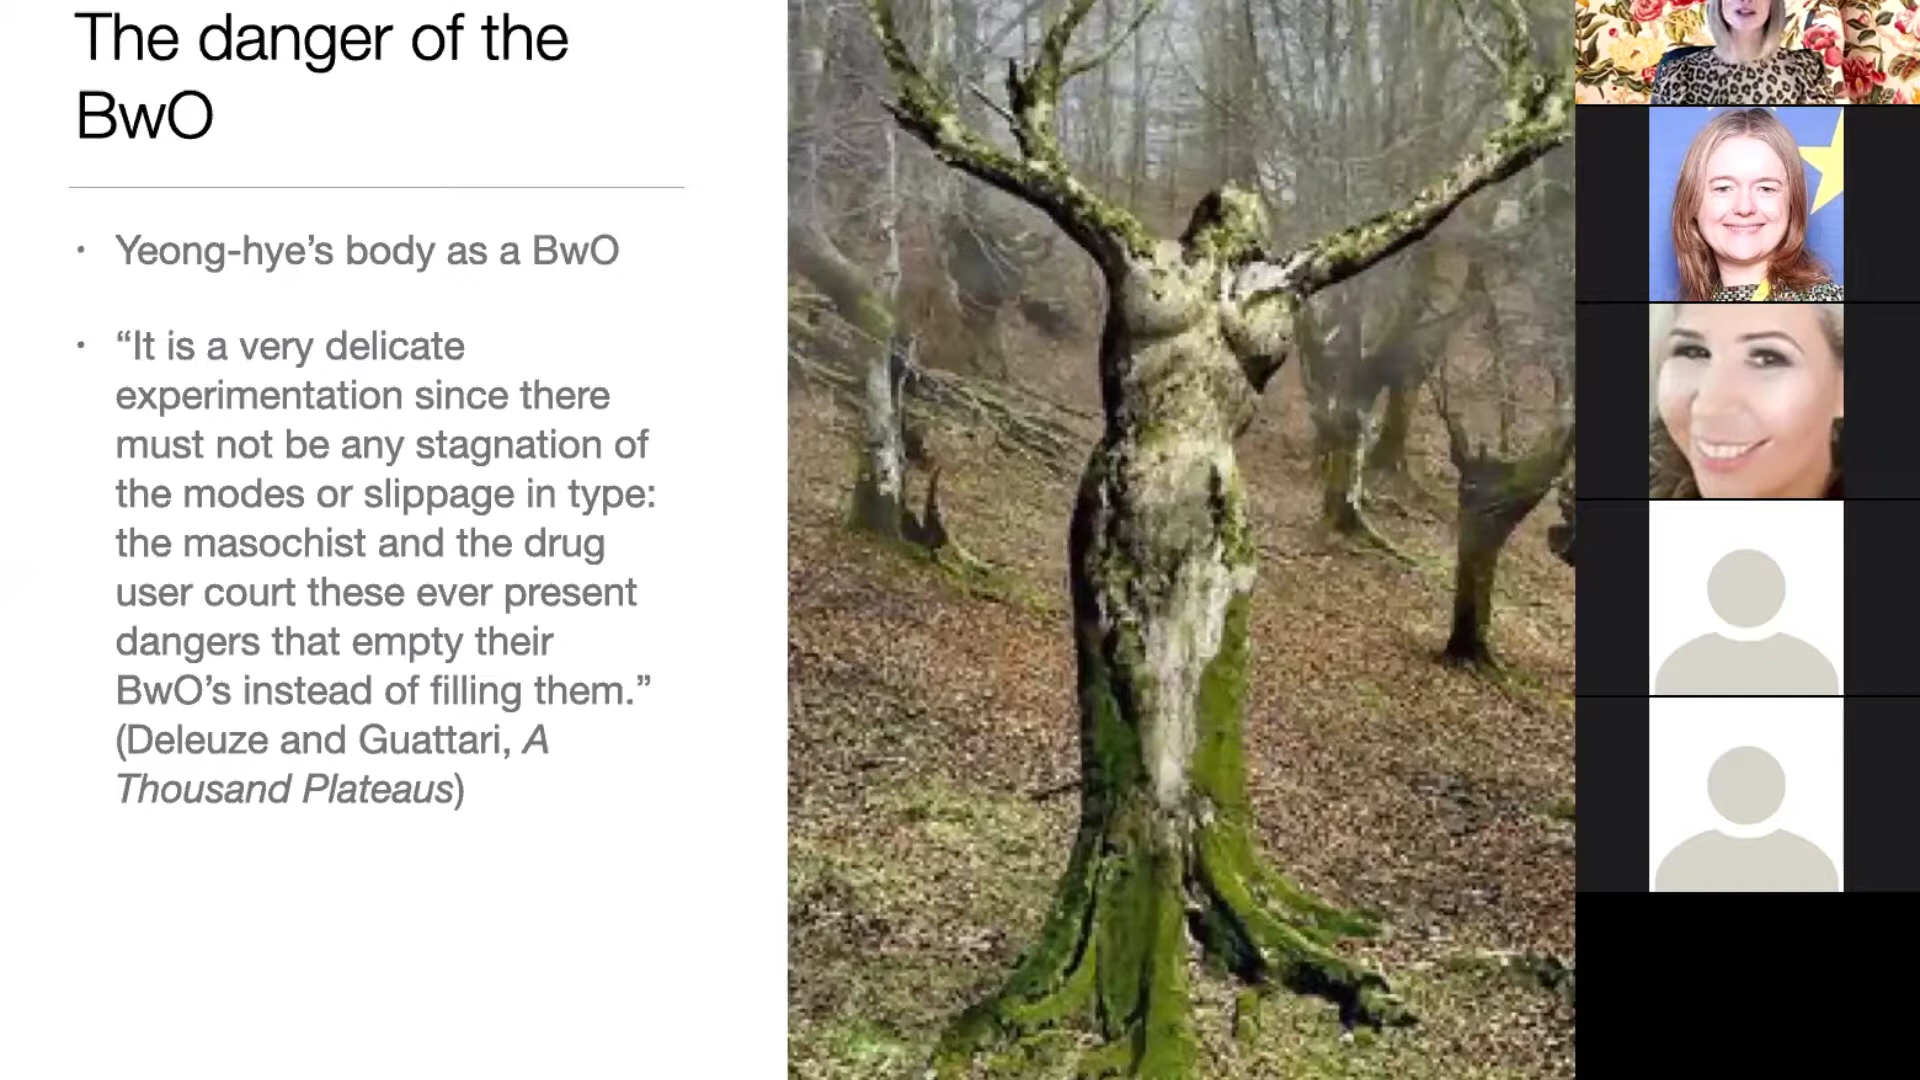 The danger of the
BwO
• Yeong-hye’s body as a BwO
• “It is a very delicate
experimentation since there
must not be any stagnation of
the modes or slippage in type:
the masochist and the drug
user court these ever present
dangers that empty their
BwO’s instead of filling them.”
(Deleuze and Guattari, A
Thousand Plateaus)